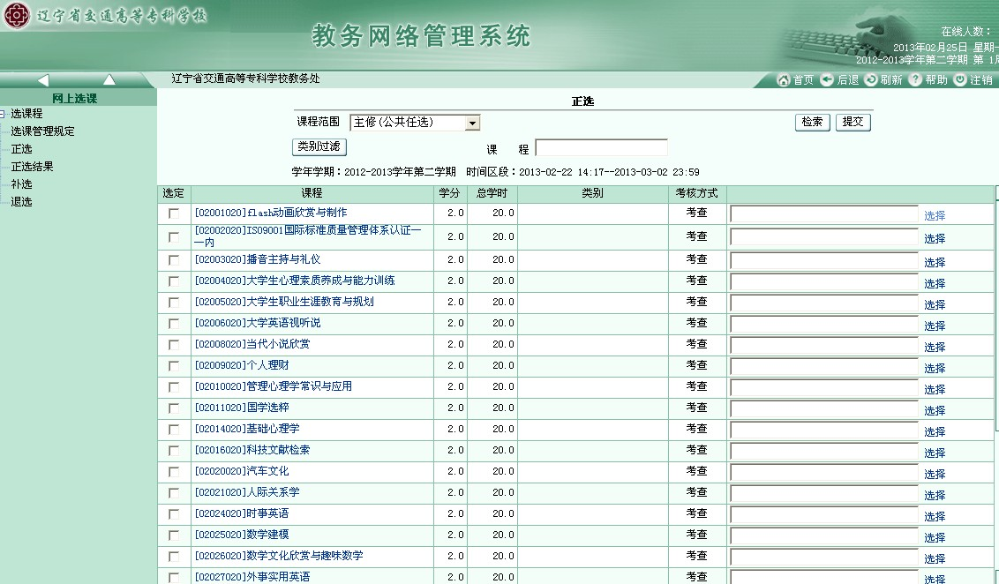 辽宁省交通高等专科学校
教务网络管理系统
在线人数：
2013年02月25日 星期一
2012-2013学年第二学期 第 1周
辽宁省交通高等专科学校教务处
首页 后退 刷新 ? 帮助 注销
网上选课
选课程
选课管理规定
正选
正选结果
补选
退选
正选
课程范围 主修(公共任选) 检索 提交
类别过滤 课 程
学年学期：2012-2013学年第二学期 时间区段：2013-02-22 14:17--2013-03-02 23:59
选定 课程 学分 总学时 类别 考核方式
[02001020]flash动画欣赏与制作 2.0 20.0 考查 选择
[02002020]ISO9001国际标准质量管理体系认证一
一内 2.0 20.0 考查 选择
[02003020]播音主持与礼仪 2.0 20.0 考查 选择
[02004020]大学生心理素质养成与能力训练 2.0 20.0 考查 选择
[02005020]大学生职业生涯教育与规划 2.0 20.0 考查 选择
[02006020]大学英语视听说 2.0 20.0 考查 选择
[02008020]当代小说欣赏 2.0 20.0 考查 选择
[02009020]个人理财 2.0 20.0 考查 选择
[02010020]管理心理学常识与应用 2.0 20.0 考查 选择
[02011020]国学选粹 2.0 20.0 考查 选择
[02014020]基础心理学 2.0 20.0 考查 选择
[02016020]科技文献检索 2.0 20.0 考查 选择
[02020020]汽车文化 2.0 20.0 考查 选择
[02021020]人际关系学 2.0 20.0 考查 选择
[02024020]时事英语 2.0 20.0 考查 选择
[02025020]数学建模 2.0 20.0 考查 选择
[02026020]数学文化欣赏与趣味数学 2.0 20.0 考查 选择
[02027020]外事实用英语 2.0 20.0 考查 选择